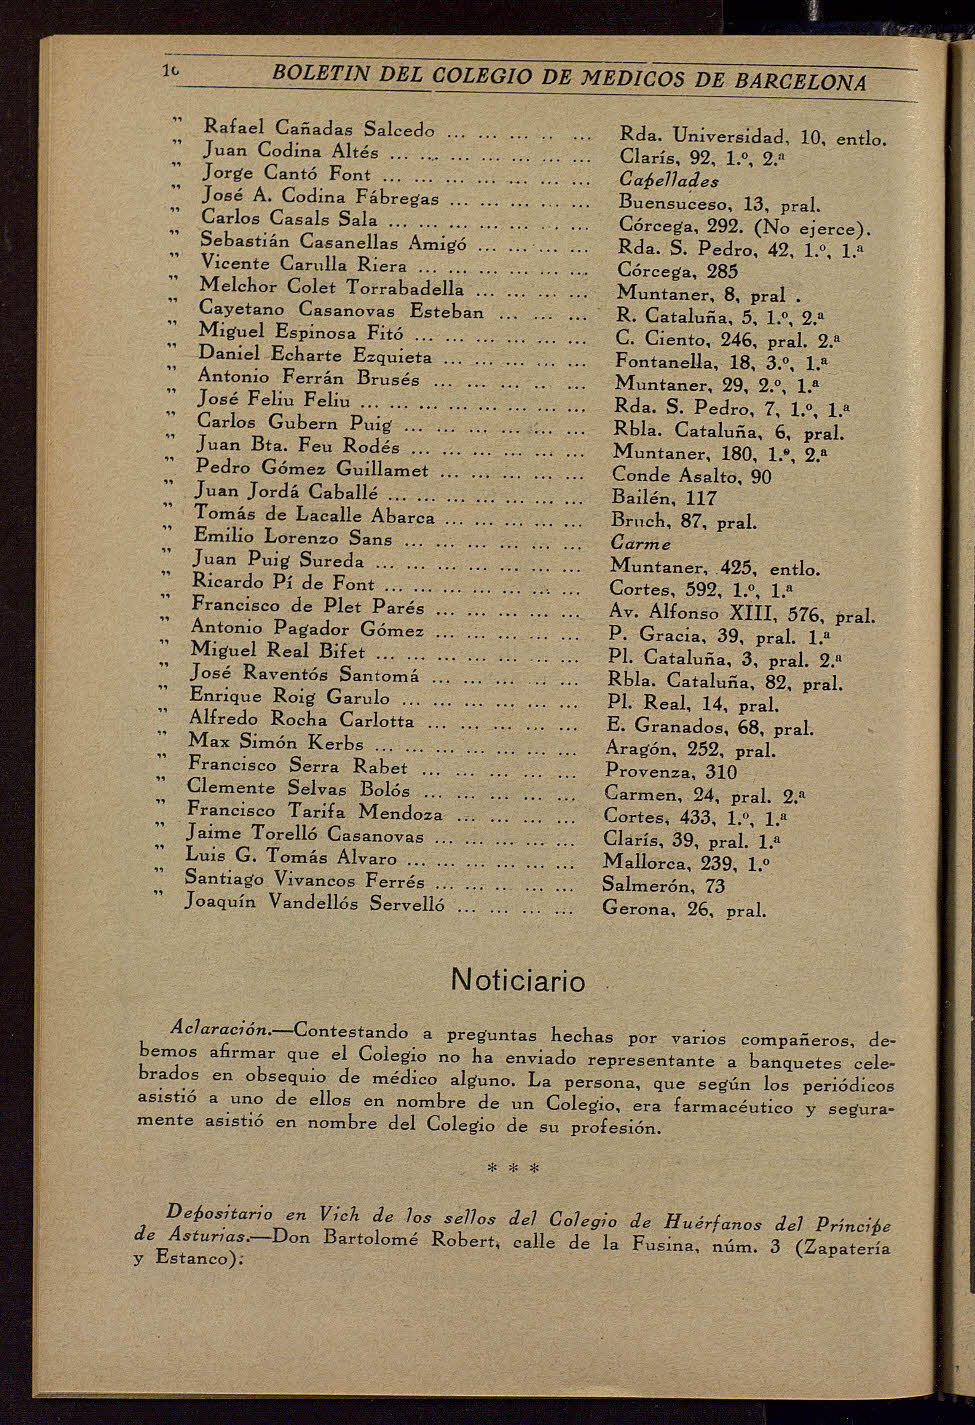 BOLETIN DEL COLEGIO DE MEDICOS DE BARCELONA
" Rafael Cañadas Salcedo ... ... ... .. ... Rda. Universidad, 10, entlo.
" Juan Codina Altés ... ... ... ... ... ... ... Clarís, 92, 1.º, 2.ª
" Jorge Cantó Font ... ... ... ... ... ... ... Capellades
" José A. Codina Fábregas ... ... ... ... ... Buensuceso, 13, pral.
" Carlos Casals Sala ... ... ... ... ... . ... Córcega, 292. (No ejerce).
" Sebastián Casanellas Amigó ... ... ... ... Rda. S. Pedro, 42, 1.º, 1.ª
" Vicente Carulla Riera ... ... ... ... ... ... Córcega, 285
" Melchor Colet Torrabadella ... ... ... ... Muntaner, 8, pral .
" Cayetano Casanovas Esteban ... ... ... R. Cataluña, 5, 1.º, 2.ª
" Miguel Espinosa Fitó ... ... ... ... ... ... C. Ciento, 246, pral. 2.ª
" Daniel Echarte Ezquieta ... ... ... ... ... Fontanella, 18, 3.º, 1.ª
" Antonio Ferrán Brusés ... ... ... .. ... Muntaner, 29, 2.º, 1.ª
" José Feliu Feliu ... ... ... ... ... ... ... ... Rda. S. Pedro, 7, 1.º, 1.ª
" Carlos Gubern Puig ... ... ... ... ... ... Rbla. Cataluña, 6, pral.
" Juan Bta. Feu Rodés ... ... ... ... ... ... Muntaner, 180, 1.º, 2.ª
" Pedro Gómez Guillamet ... ... ... ... ... Conde Asalto, 90
" Juan Jordá Caballé ... ... ... ... ... ... ... Bailén, 117
" Tomás de Lacalle Abarca ... ... ... ... ... Bruch, 87, pral.
" Emilio Lorenzo Sans ... ... ... ... ... ... Carme
" Juan Puig Sureda ... ... ... ... ... ... ... Muntaner, 425, entlo.
" Ricardo Pí de Font ... ... ... ... ... ... ... Cortes, 592, 1.º, 1.ª
" Francisco de Plet Parés ... ... ... ... ... Av. Alfonso XIII, 576, pral.
" Antonio Pagador Gómez ... ... ... ... ... P. Gracia, 39, pral. 1.ª
" Miguel Real Bifet ... ... ... ... ... ... ... Pl. Cataluña, 3, pral. 2.ª
" José Raventós Santomá ... ... ... .. ... Rbla. Cataluña, 82, pral.
" Enrique Roig Garulo ... ... ... ... ... ... Pl. Real, 14, pral.
" Alfredo Rocha Carlotta ... ... ... ... ... E. Granados, 68, pral.
" Max Simón Kerbs ... ... ... ... ... ... ... Aragón, 252, pral.
" Francisco Serra Rabet ... ... ... ... ... Provenza, 310
" Clemente Selvas Bolós ... ... ... ... ... Carmen, 24, pral. 2.ª
" Francisco Tarifa Mendoza ... ... ... ... Cortes, 433, 1.º, 1.ª
" Jaime Torelló Casanovas ... ... ... ... ... Clarís, 39, pral. 1.ª
" Luis G. Tomás Alvaro ... ... ... ... ... ... Mallorca, 239, 1.º
" Santiago Vivancos Ferrés ... ... .. ... ... Salmerón, 73
" Joaquín Vandellós Servelló ... ... ... ... Gerona, 26, pral.
Noticiario
Aclaración.—Contestando a preguntas hechas por varios compañeros, de-
bemos afirmar que el Colegio no ha enviado representante a banquetes cele-
brados en obsequio de médico alguno. La persona, que según los periódicos
asistió a uno de ellos en nombre de un Colegio, era farmacéutico y segura-
mente asistió en nombre del Colegio de su profesión.
* * *
Depositario en Vich de los sellos del Colegio de Huérfanos del Príncipe
de Asturias.—Don Bartolomé Robert, calle de la Fusina, núm. 3 (Zapatería
y Estanco).